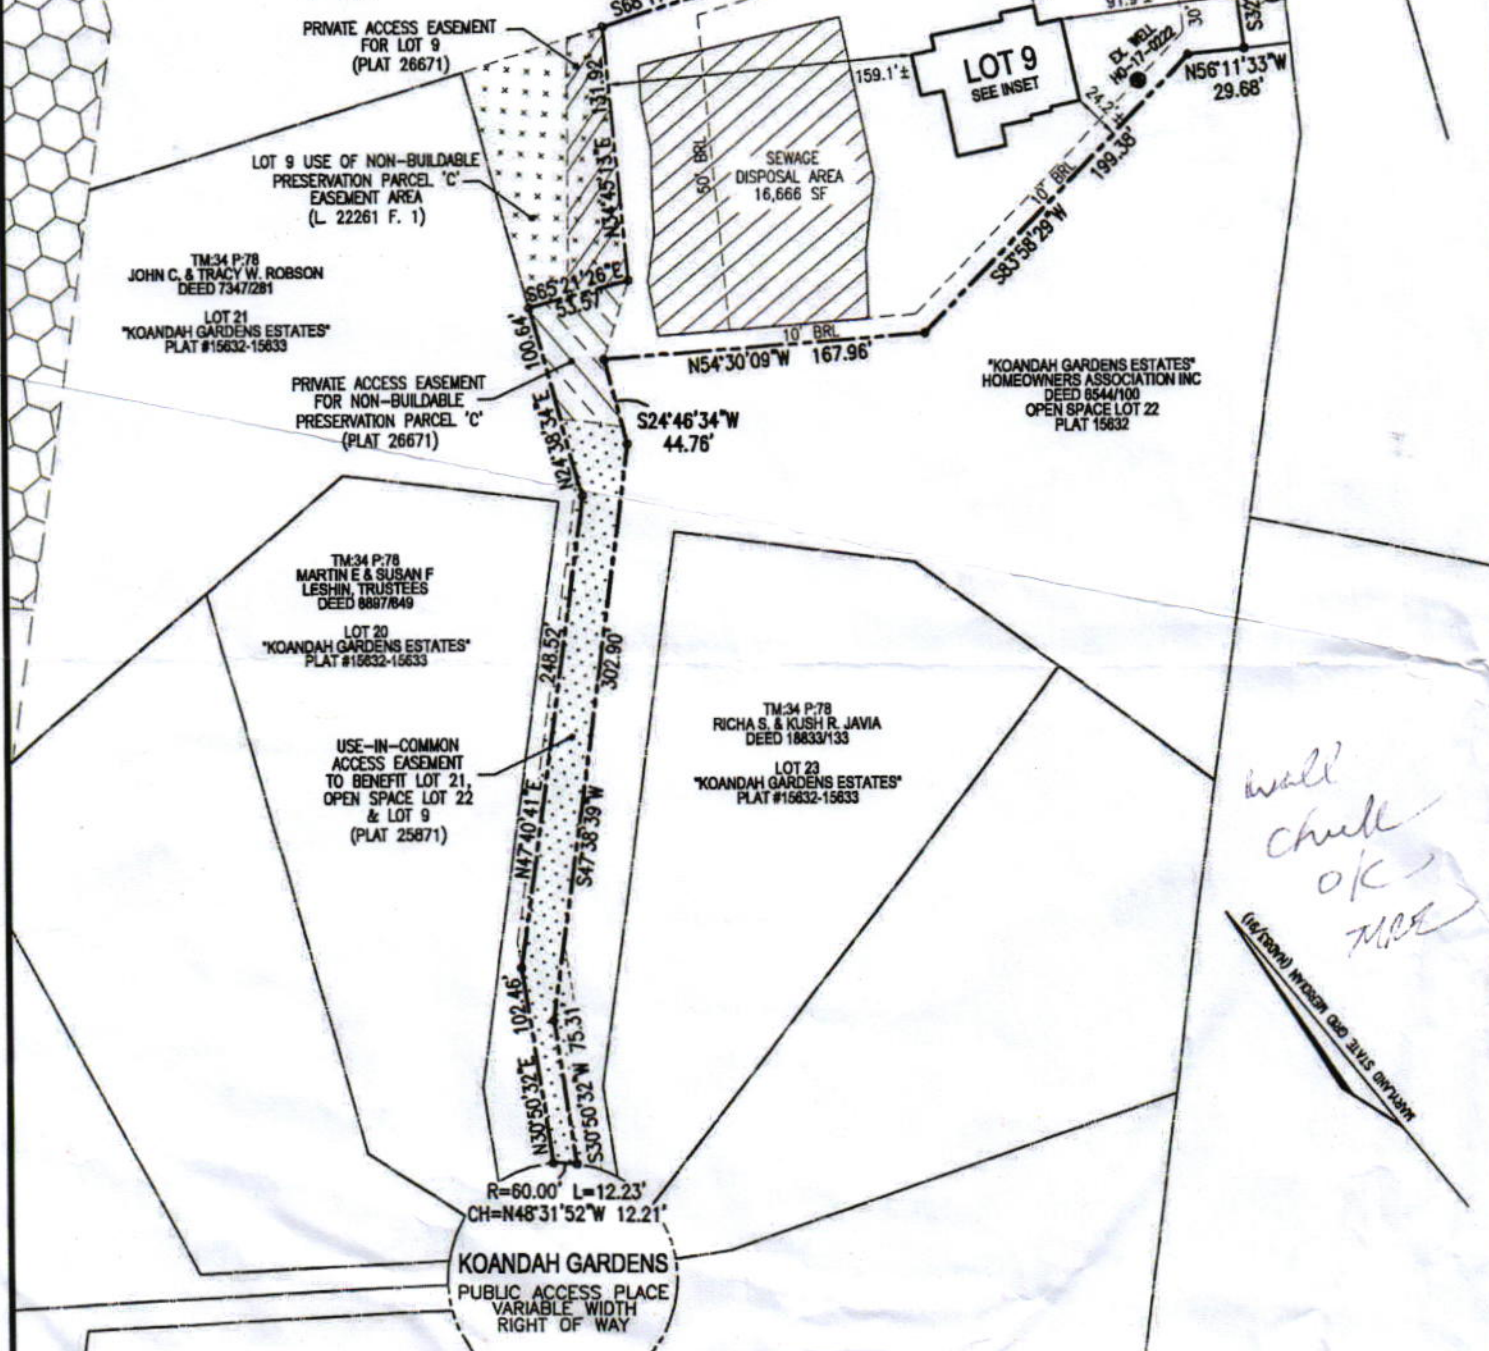 PRIVATE ACCESS EASEMENT
FOR LOT 9
(PLAT 26671)
131.92'
N34°45'13"E
159.1'±
LOT 9
SEE INSET
EX. WELL
HO-17-0222
30'
24.2'±
N56°11'33"W
29.68'
LOT 9 USE OF NON-BUILDABLE
PRESERVATION PARCEL 'C'
EASEMENT AREA
(L. 22261 F. 1)
50' BRL
SEWAGE
DISPOSAL AREA
16,666 SF
10' BRL
199.38'
S83°58'29"W
TM:34 P:78
JOHN C. & TRACY W. ROBSON
DEED 7347/281
LOT 21
"KOANDAH GARDENS ESTATES"
PLAT #15632-15633
S65°21'26"E
53.57'
100.64'
N24°38'34"E
10' BRL
N54°30'09"W 167.96'
PRIVATE ACCESS EASEMENT
FOR NON-BUILDABLE
PRESERVATION PARCEL 'C'
(PLAT 26671)
S24°46'34"W
44.76'
"KOANDAH GARDENS ESTATES"
HOMEOWNERS ASSOCIATION INC
DEED 6544/100
OPEN SPACE LOT 22
PLAT 15632
TM:34 P:78
MARTIN E & SUSAN F
LESHIN, TRUSTEES
DEED 8897/649
LOT 20
"KOANDAH GARDENS ESTATES"
PLAT #15632-15633
248.52'
N47°40'41"E
302.90'
S47°38'39"W
USE-IN-COMMON
ACCESS EASEMENT
TO BENEFIT LOT 21,
OPEN SPACE LOT 22
& LOT 9
(PLAT 25871)
TM:34 P:78
RICHA S. & KUSH R. JAVIA
DEED 18833/133
LOT 23
"KOANDAH GARDENS ESTATES"
PLAT #15632-15633
OK
MARYLAND STATE GRID MERIDIAN (NAD83/91)
102.46'
N30°50'32"E
S30°50'32"W 75.31'
R=60.00' L=12.23'
CH=N48°31'52"W 12.21'
KOANDAH GARDENS
PUBLIC ACCESS PLACE
VARIABLE WIDTH
RIGHT OF WAY